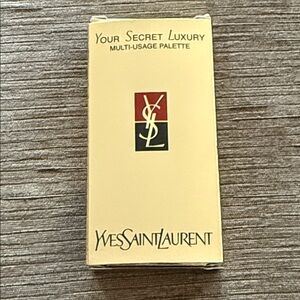 YOUR SECRET LUXURY
MULTI-USAGE PALETTE
YSL
YVESSAINTLAURENT